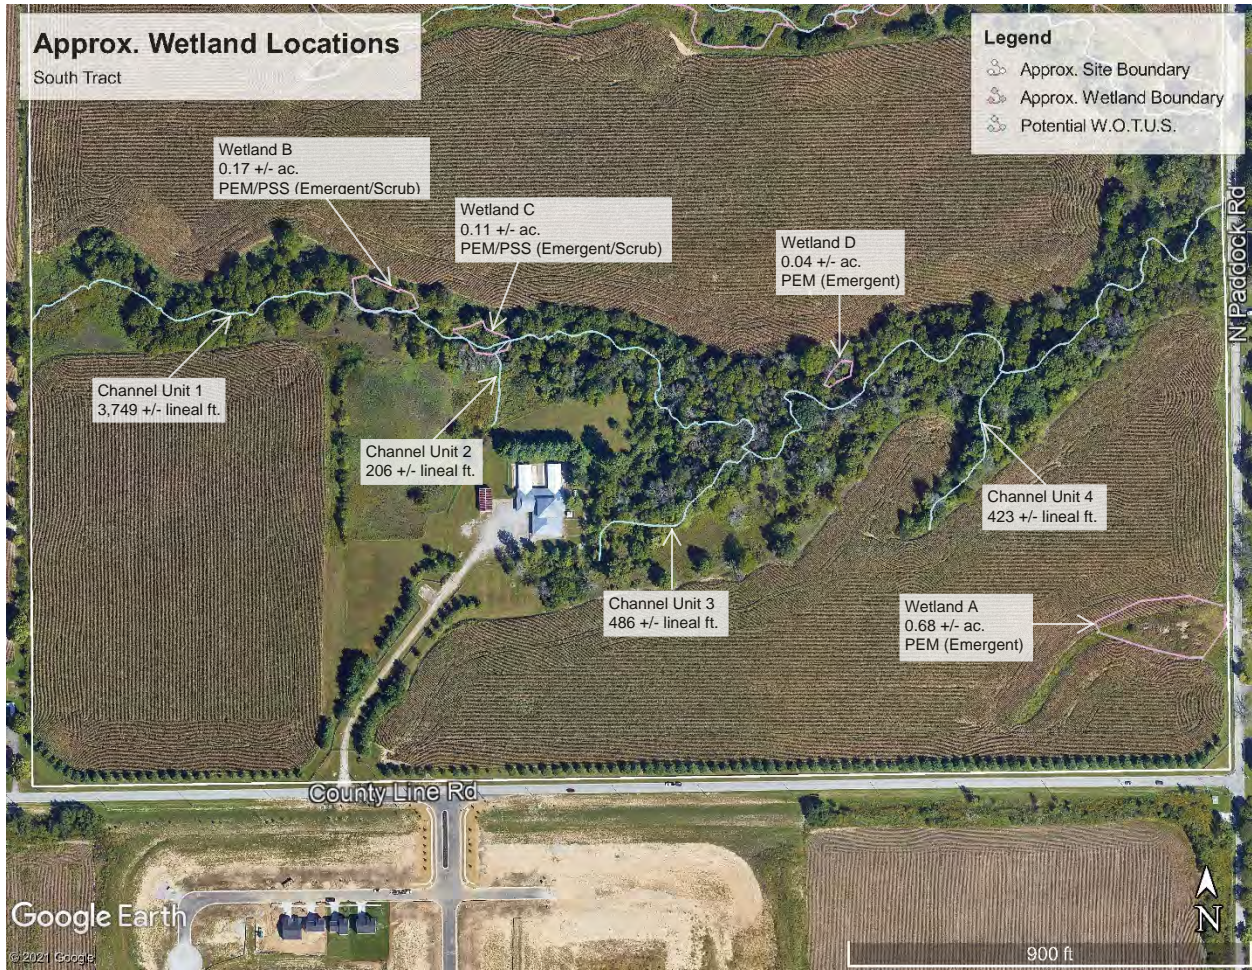 Approx. Wetland Locations
South Tract
Legend
Approx. Site Boundary
Approx. Wetland Boundary
Potential W.O.T.U.S.
Wetland B
0.17 +/- ac.
PEM/PSS (Emergent/Scrub)
Wetland C
0.11 +/- ac.
PEM/PSS (Emergent/Scrub)
Wetland D
0.04 +/- ac.
PEM (Emergent)
N. Paddock Rd
Channel Unit 1
3,749 +/- lineal ft.
Channel Unit 2
206 +/- lineal ft.
Channel Unit 4
423 +/- lineal ft.
Channel Unit 3
486 +/- lineal ft.
Wetland A
0.68 +/- ac.
PEM (Emergent)
County Line Rd
Google Earth
© 2021 Google
N
900 ft